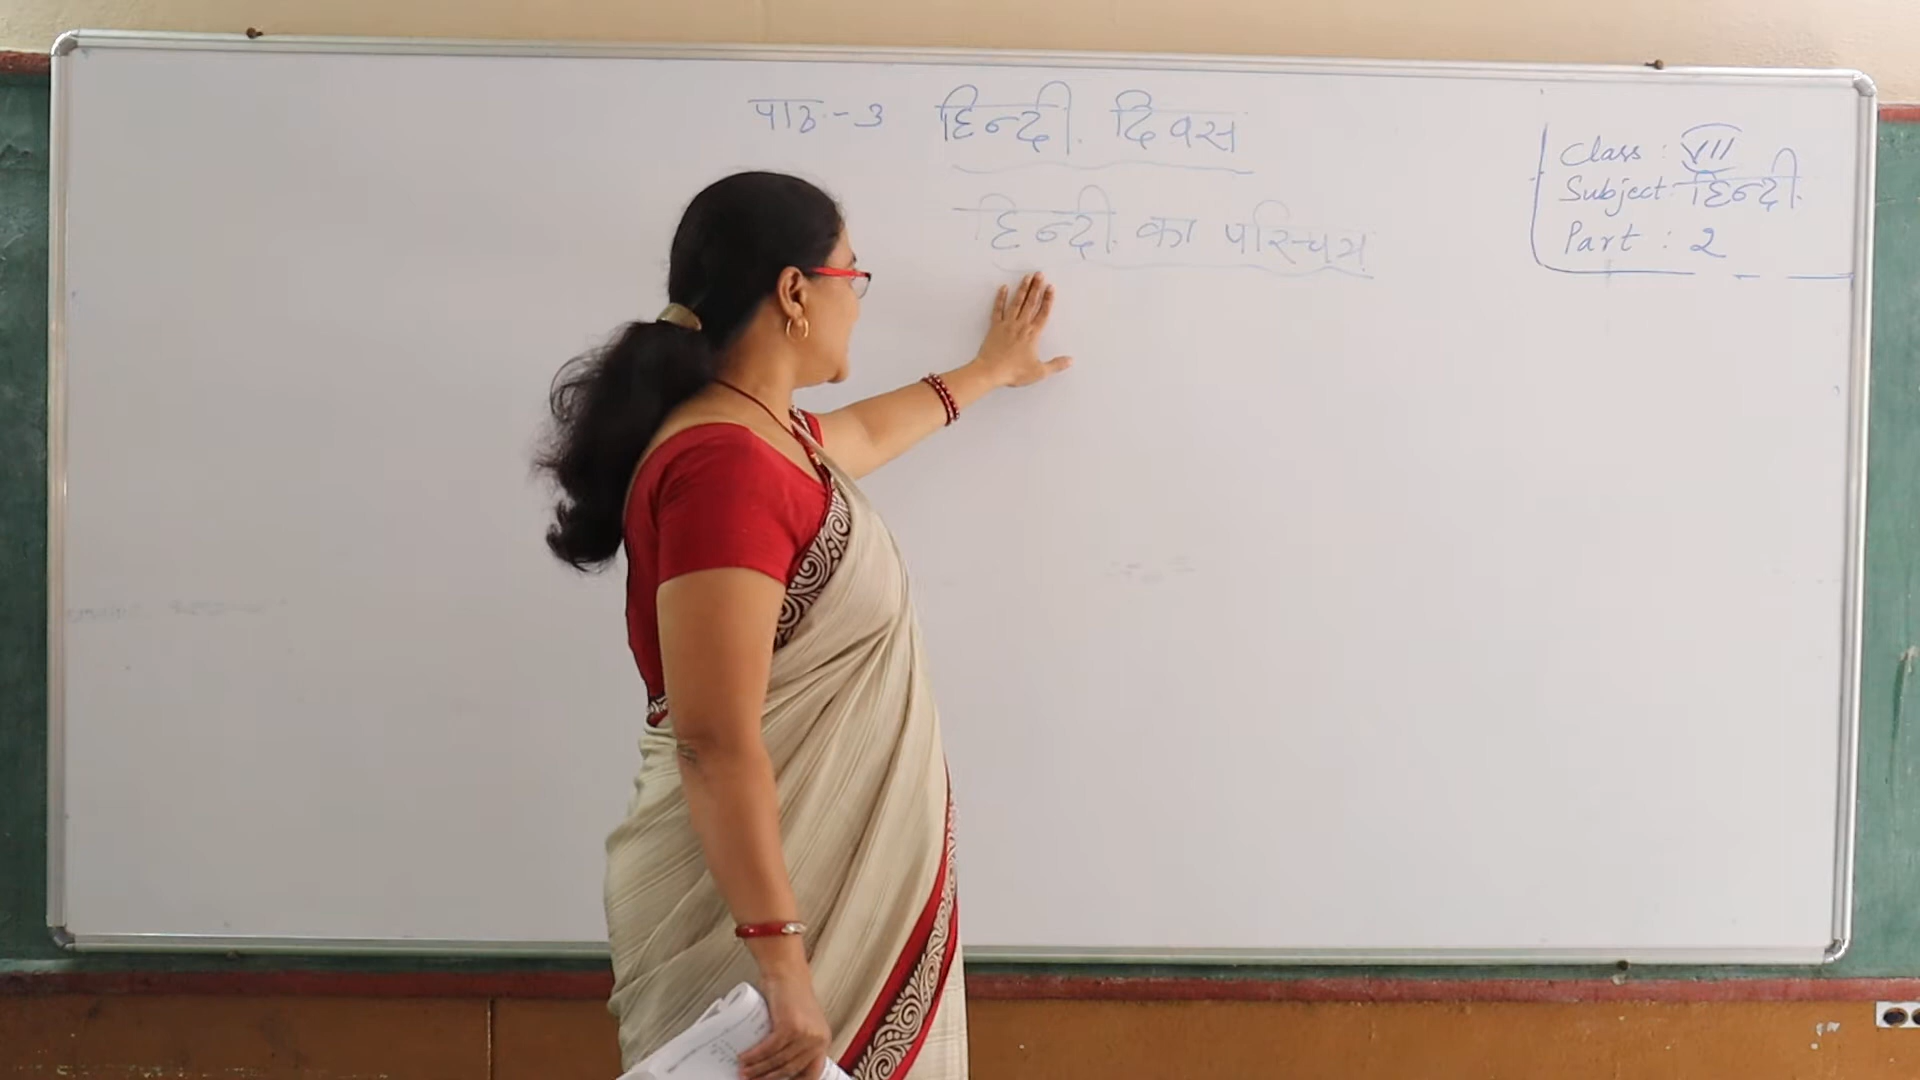 पाठ-3 हिन्दी दिवस
हिन्दी का परिचय
Class : VII
Subject - हिन्दी
Part : 2